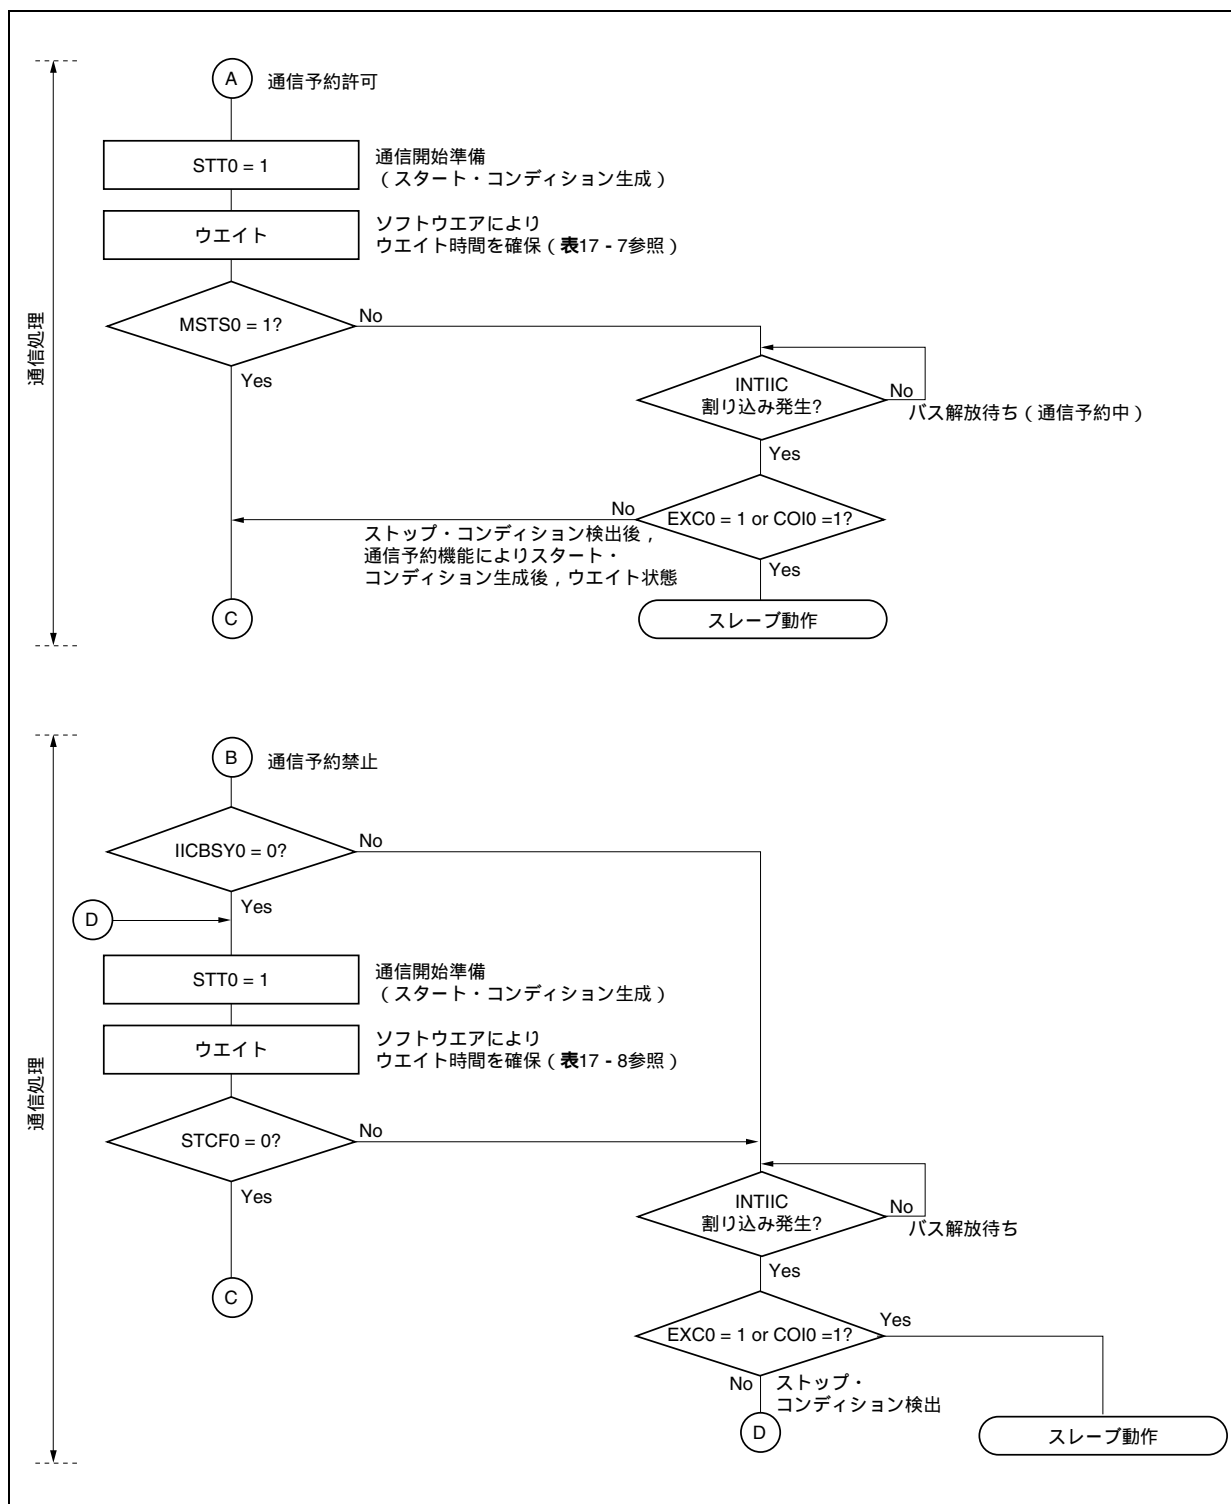 A
通信予約許可
STT0 = 1
通信開始準備
（スタート・コンディション生成）
ウエイト
ソフトウエアにより
ウエイト時間を確保（表17 - 7参照）
MSTS0 = 1?
No
Yes
通信処理
INTIIC
割り込み発生?
No
バス解放待ち（通信予約中）
Yes
EXC0 = 1 or COI0 =1?
No
ストップ・コンディション検出後，
通信予約機能によりスタート・
コンディション生成後，ウエイト状態
Yes
C
スレーブ動作
B
通信予約禁止
IICBSY0 = 0?
No
Yes
D
STT0 = 1
通信開始準備
（スタート・コンディション生成）
ウエイト
ソフトウエアにより
ウエイト時間を確保（表17 - 8参照）
通信処理
STCF0 = 0?
No
Yes
INTIIC
割り込み発生?
No
バス解放待ち
Yes
C
EXC0 = 1 or COI0 =1?
Yes
No
ストップ・
コンディション検出
D
スレーブ動作